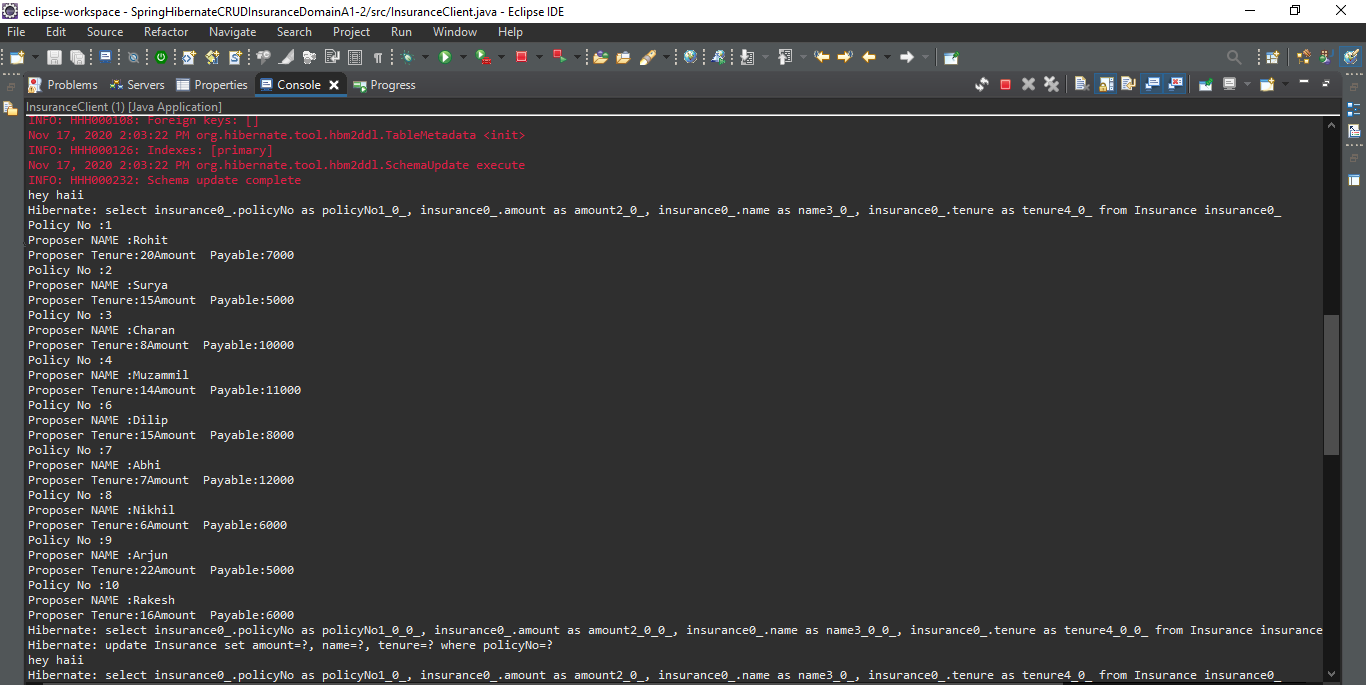 eclipse-workspace - SpringHibernateCRUDInsuranceDomainA1-2/src/InsuranceClient.java - Eclipse IDE
File Edit Source Refactor Navigate Search Project Run Window Help
Problems Servers Properties Console Progress
InsuranceClient (1) [Java Application]
INFO: HHH000108: Foreign keys: []
Nov 17, 2020 2:03:22 PM org.hibernate.tool.hbm2ddl.TableMetadata <init>
INFO: HHH000126: Indexes: [primary]
Nov 17, 2020 2:03:22 PM org.hibernate.tool.hbm2ddl.SchemaUpdate execute
INFO: HHH000232: Schema update complete
hey haii
Hibernate: select insurance0_.policyNo as policyNo1_0_, insurance0_.amount as amount2_0_, insurance0_.name as name3_0_, insurance0_.tenure as tenure4_0_ from Insurance insurance0_
Policy No :1
Proposer NAME :Rohit
Proposer Tenure:20Amount  Payable:7000
Policy No :2
Proposer NAME :Surya
Proposer Tenure:15Amount  Payable:5000
Policy No :3
Proposer NAME :Charan
Proposer Tenure:8Amount  Payable:10000
Policy No :4
Proposer NAME :Muzammil
Proposer Tenure:14Amount  Payable:11000
Policy No :6
Proposer NAME :Dilip
Proposer Tenure:15Amount  Payable:8000
Policy No :7
Proposer NAME :Abhi
Proposer Tenure:7Amount  Payable:12000
Policy No :8
Proposer NAME :Nikhil
Proposer Tenure:6Amount  Payable:6000
Policy No :9
Proposer NAME :Arjun
Proposer Tenure:22Amount  Payable:5000
Policy No :10
Proposer NAME :Rakesh
Proposer Tenure:16Amount  Payable:6000
Hibernate: select insurance0_.policyNo as policyNo1_0_0_, insurance0_.amount as amount2_0_0_, insurance0_.name as name3_0_0_, insurance0_.tenure as tenure4_0_0_ from Insurance insurance
Hibernate: update Insurance set amount=?, name=?, tenure=? where policyNo=?
hey haii
Hibernate: select insurance0_.policyNo as policyNo1_0_, insurance0_.amount as amount2_0_, insurance0_.name as name3_0_, insurance0_.tenure as tenure4_0_ from Insurance insurance0_